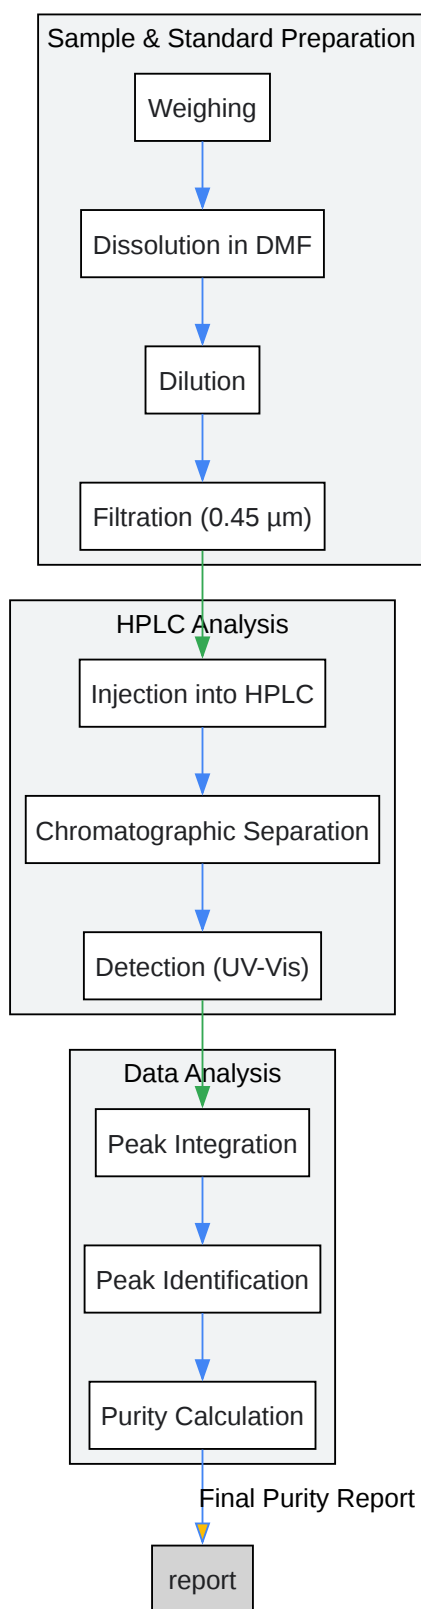 Sample & Standard Preparation
Weighing
Dissolution in DMF
Dilution
Filtration (0.45 µm)
HPLC Analysis
Injection into HPLC
Chromatographic Separation
Detection (UV-Vis)
Data Analysis
Peak Integration
Peak Identification
Purity Calculation
Final Purity Report
report